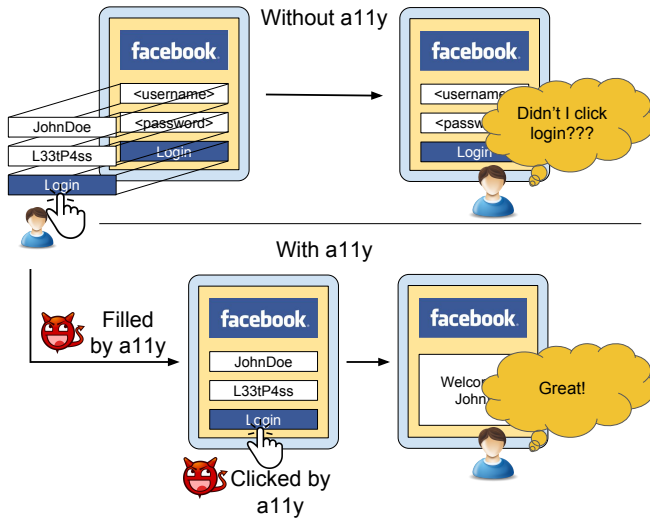 Without a11y
facebook.
<username>
<password>
Login
JohnDoe
L33tP4ss
Login
facebook.
<username>
<passw
Login
Didn't I click
login???
With a11y
Filled
by a11y
facebook.
JohnDoe
L33tP4ss
Login
Clicked by
a11y
facebook.
Welco
John
Great!